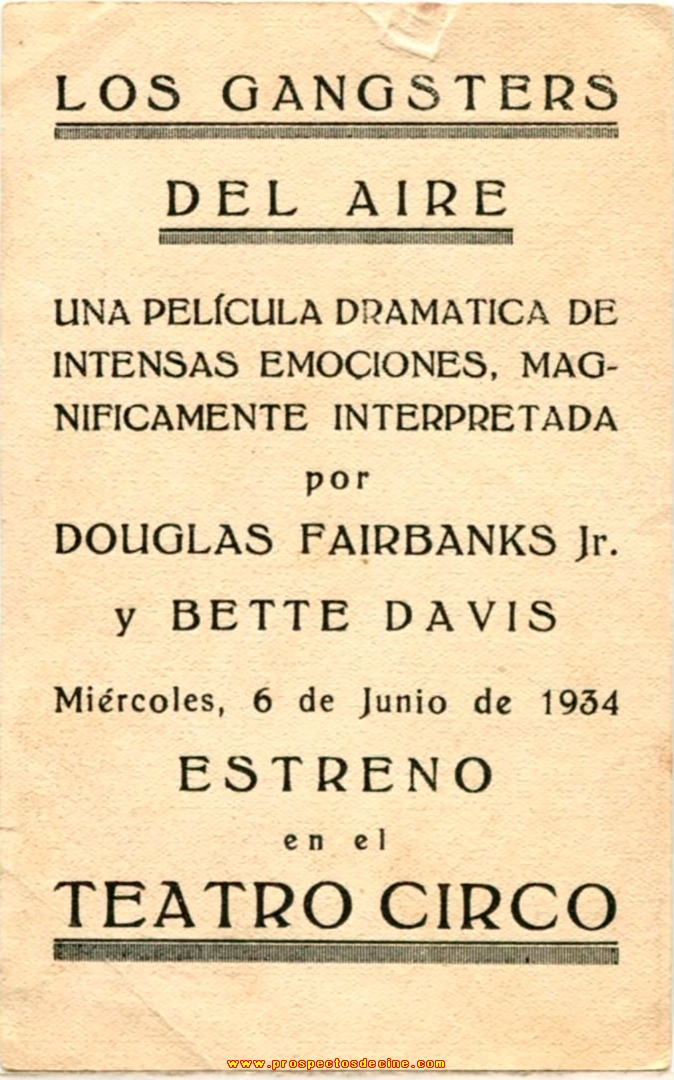 LOS GANGSTERS
DEL AIRE
UNA PELÍCULA DRAMATICA DE
INTENSAS EMOCIONES, MAG-
NIFICAMENTE INTERPRETADA
por
DOUGLAS FAIRBANKS Jr.
y BETTE DAVIS
Miércoles, 6 de Junio de 1934
ESTRENO
en el
TEATRO CIRCO
www.prospectosdecine.com